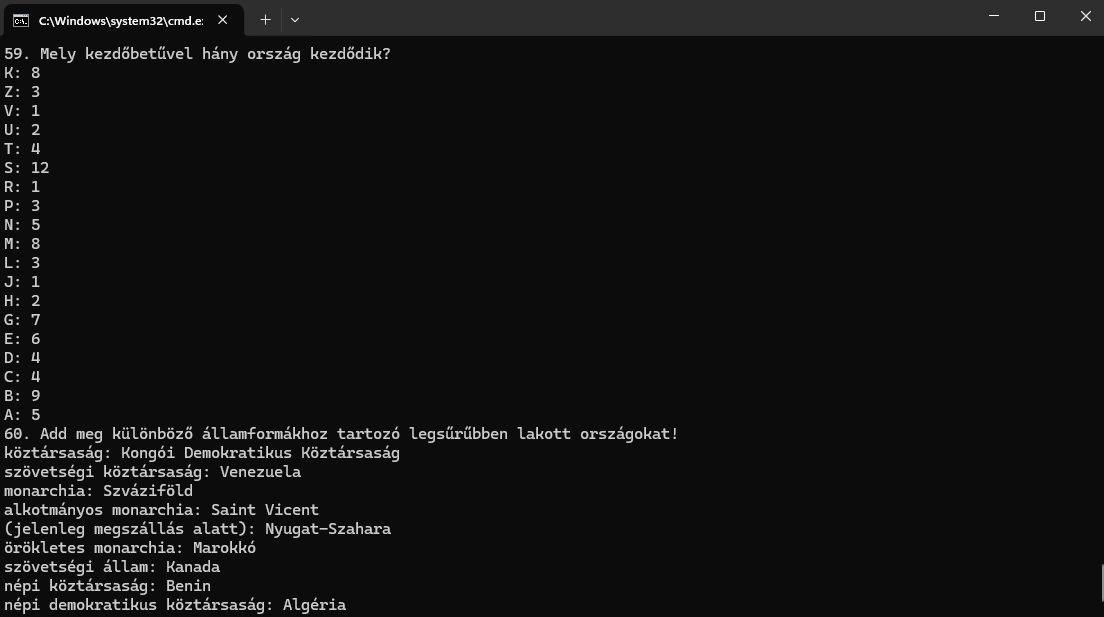 C:\Windows\system32\cmd.e
59. Mely kezdőbetűvel hány ország kezdődik?
K: 8
Z: 3
V: 1
U: 2
T: 4
S: 12
R: 1
P: 3
N: 5
M: 8
L: 3
J: 1
H: 2
G: 7
E: 6
D: 4
C: 4
B: 9
A: 5
60. Add meg különböző államformákhoz tartozó legsűrűbben lakott országokat!
köztársaság: Kongói Demokratikus Köztársaság
szövetségi köztársaság: Venezuela
monarchia: Szváziföld
alkotmányos monarchia: Saint Vicent
(jelenleg megszállás alatt): Nyugat-Szahara
örökletes monarchia: Marokkó
szövetségi állam: Kanada
népi köztársaság: Benin
népi demokratikus köztársaság: Algéria